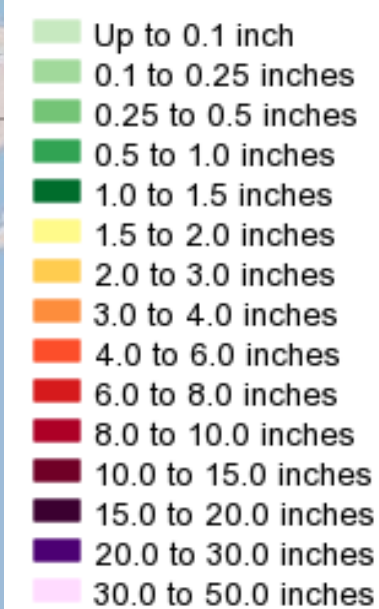 Up to 0.1 inch
0.1 to 0.25 inches
0.25 to 0.5 inches
0.5 to 1.0 inches
1.0 to 1.5 inches
1.5 to 2.0 inches
2.0 to 3.0 inches
3.0 to 4.0 inches
4.0 to 6.0 inches
6.0 to 8.0 inches
8.0 to 10.0 inches
10.0 to 15.0 inches
15.0 to 20.0 inches
20.0 to 30.0 inches
30.0 to 50.0 inches